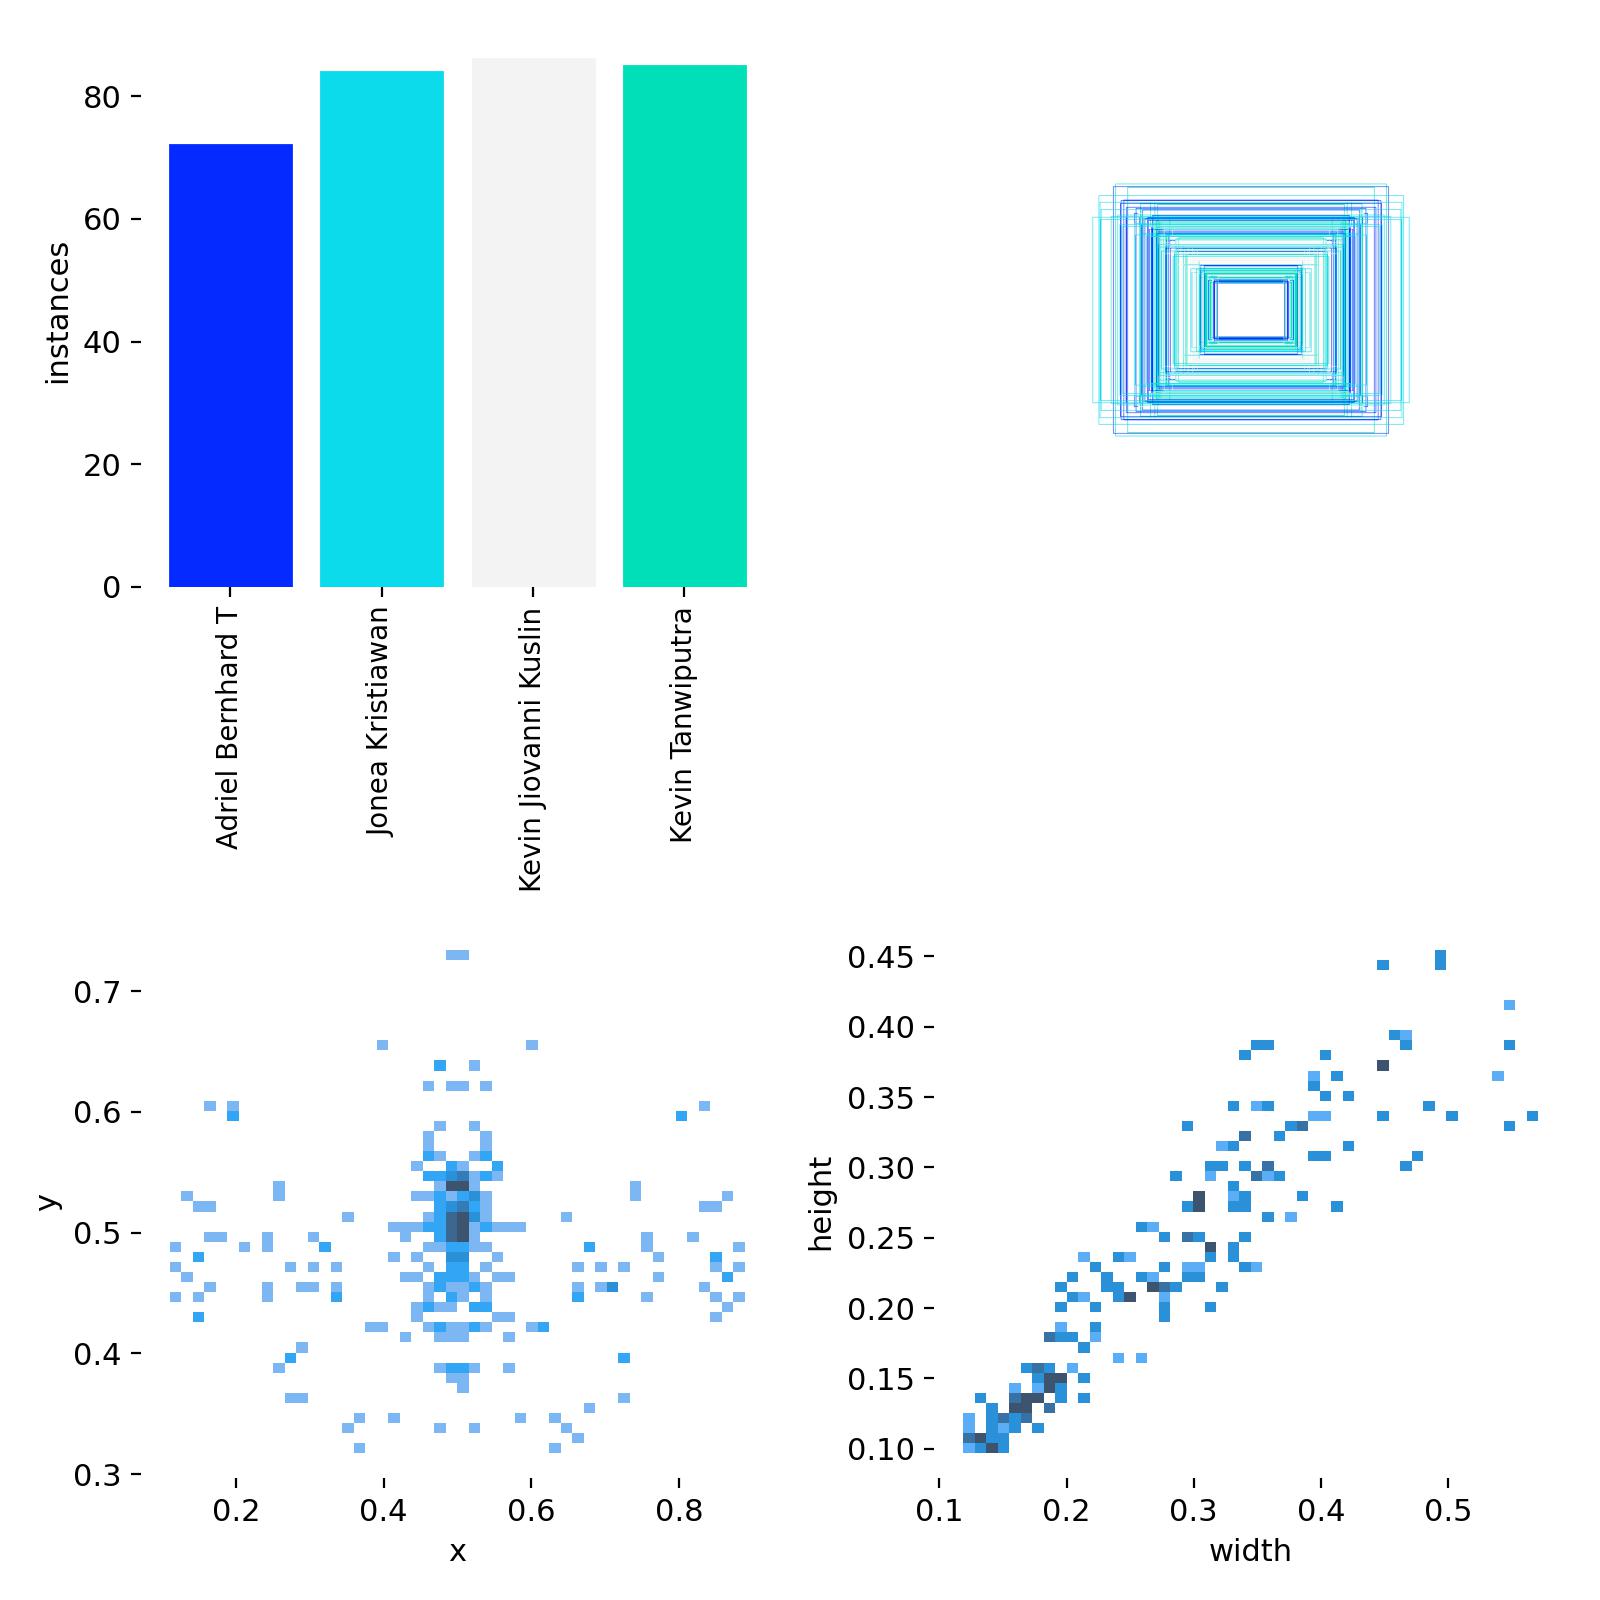 80
60
40
20
0
instances
Adriel Bernhard T
Jonea Kristiawan
Kevin Jiovanni Kuslin
Kevin Tanwiputra
0.7
0.6
0.5
0.4
0.3
y
0.2 0.4 0.6 0.8
x
0.45
0.40
0.35
0.30
0.25
0.20
0.15
0.10
height
0.1 0.2 0.3 0.4 0.5
width